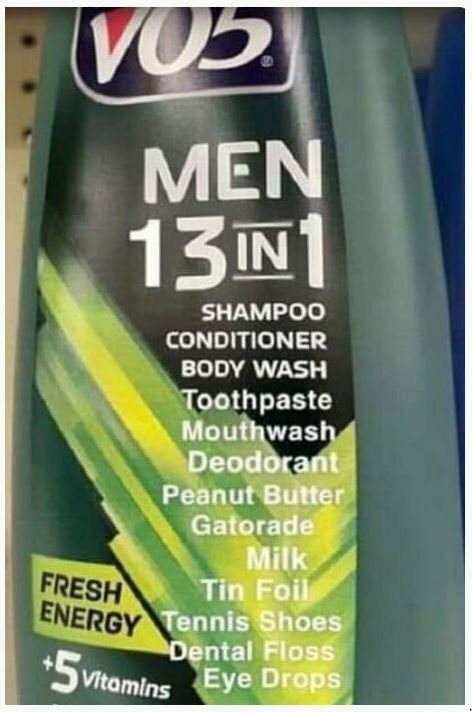 VO5®
MEN
13 IN 1
SHAMPOO
CONDITIONER
BODY WASH
Toothpaste
Mouthwash
Deodorant
Peanut Butter
Gatorade
Milk
Tin Foil
Tennis Shoes
Dental Floss
Eye Drops
FRESH
ENERGY
+5 Vitamins